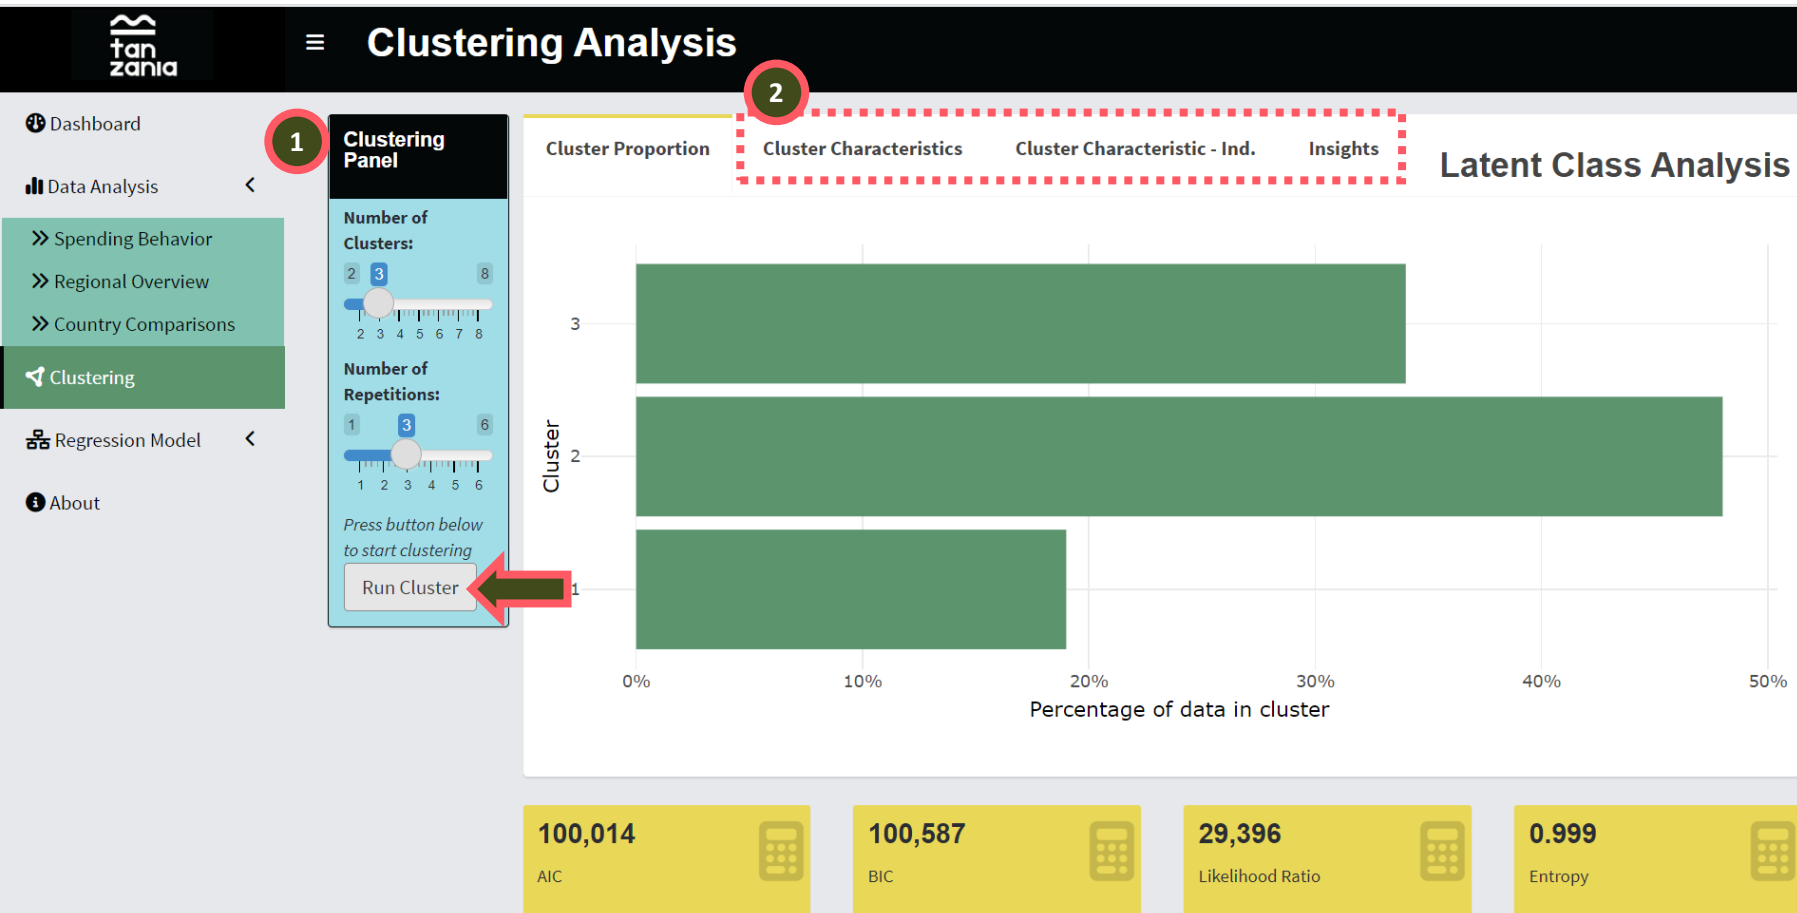 tan
zania
Clustering Analysis
Dashboard
Data Analysis
Spending Behavior
Regional Overview
Country Comparisons
Clustering
Regression Model
About
1
Clustering
Panel
Number of
Clusters:
2 3 8
2 3 4 5 6 7 8
Number of
Repetitions:
1 3 6
1 2 3 4 5 6
Press button below
to start clustering
Run Cluster
2
Cluster Proportion
Cluster Characteristics
Cluster Characteristic - Ind.
Insights
Latent Class Analysis
Cluster
3
2
1
0% 10% 20% 30% 40% 50%
Percentage of data in cluster
100,014
AIC
100,587
BIC
29,396
Likelihood Ratio
0.999
Entropy